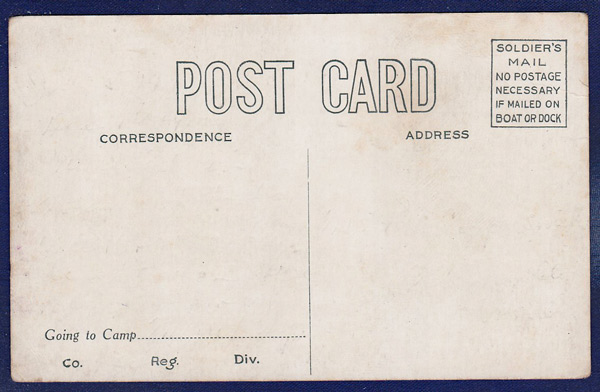 POST CARD
SOLDIER'S
MAIL
NO POSTAGE
NECESSARY
IF MAILED ON
BOAT OR DOCK
CORRESPONDENCE
ADDRESS
Going to Camp
Co. Reg. Div.